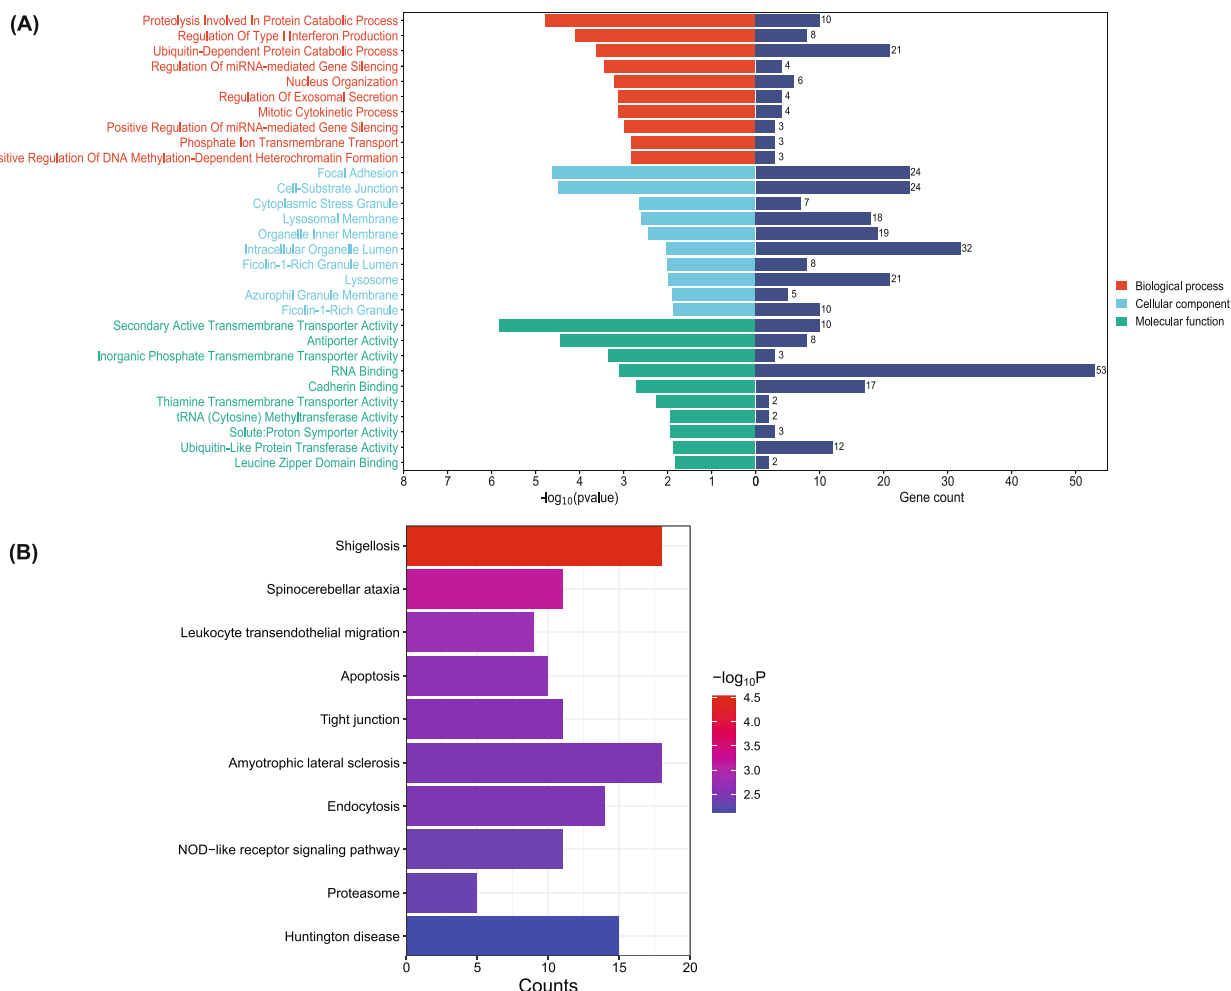 (A)
Proteolysis Involved In Protein Catabolic Process 10
Regulation Of Type I Interferon Production 8
Ubiquitin-Dependent Protein Catabolic Process 21
Regulation Of miRNA-mediated Gene Silencing 4
Nucleus Organization 6
Regulation Of Exosomal Secretion 4
Mitotic Cytokinetic Process 4
Positive Regulation Of miRNA-mediated Gene Silencing 3
Phosphate Ion Transmembrane Transport 3
sitive Regulation Of DNA Methylation-Dependent Heterochromatin Formation 3
Focal Adhesion 24
Cell-Substrate Junction 24
Cytoplasmic Stress Granule 7
Lysosomal Membrane 18
Organelle Inner Membrane 19
Intracellular Organelle Lumen 32
Ficolin-1-Rich Granule Lumen 8
Lysosome 21
Azurophil Granule Membrane 5
Ficolin-1-Rich Granule 10
Secondary Active Transmembrane Transporter Activity 10
Antiporter Activity 8
Inorganic Phosphate Transmembrane Transporter Activity 3
RNA Binding 53
Cadherin Binding 17
Thiamine Transmembrane Transporter Activity 2
tRNA (Cytosine) Methyltransferase Activity 2
Solute:Proton Symporter Activity 3
Ubiquitin-Like Protein Transferase Activity 12
Leucine Zipper Domain Binding 2
8 7 6 5 4 3 2 1 0 10 20 30 40 50
-log10(pvalue) Gene count
Biological process
Cellular component
Molecular function
(B)
Shigellosis
Spinocerebellar ataxia
Leukocyte transendothelial migration
Apoptosis
Tight junction
Amyotrophic lateral sclerosis
Endocytosis
NOD−like receptor signaling pathway
Proteasome
Huntington disease
0 5 10 15 20
Counts
−log10P
4.5
4.0
3.5
3.0
2.5